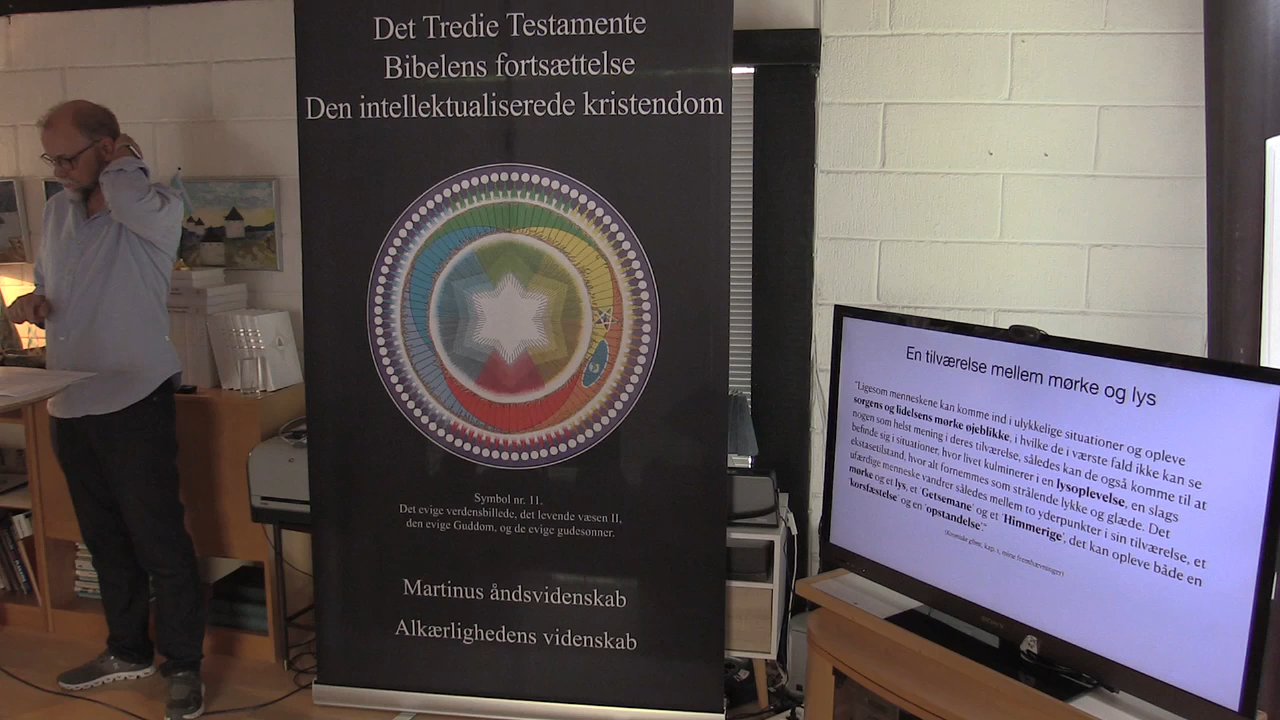 Det Tredie Testamente
Bibelens fortsættelse
Den intellektualiserede kristendom
Symbol nr. 11.
Det evige verdensbillede, det levende væsen II,
den evige Guddom, og de evige gudesønner.
Martinus åndsvidenskab
Alkærlighedens videnskab
En tilværelse mellem mørke og lys
"Ligesom menneskene kan komme ind i ulykkelige situationer og opleve
sorgens og lidelsens mørke øjeblikke, i hvilke de i værste fald ikke kan se
nogen som helst mening i deres tilværelse, således kan de også komme til at
befinde sig i situationer, hvor livet kulminerer i en lysoplevelse, en slags
ekstasetilstand, hvor alt fornemmes som strålende lykke og glæde. Det
ufærdige menneske vandrer således mellem to yderpunkter i sin tilværelse, et
mørke og et lys, et 'Getsemane' og et 'Himmerige', det kan opleve både en
'korsfæstelse' og en 'opstandelse'"
kap. 1, mine fremhævninger)